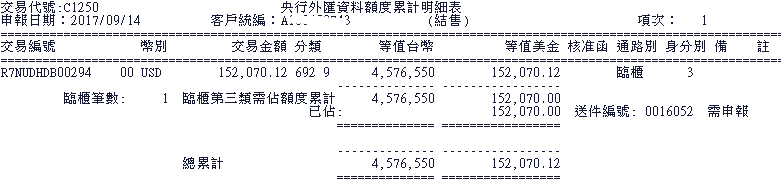 交易代號:C1250 央行外匯資料額度累計明細表
申報日期：2017/09/14 客戶統編：A1 (結售) 項次： 1
交易編號 幣別 交易金額 分類 等值台幣 等值美金 核准函 通路別 身分別 備 註
R7NUDHDB00294 00 USD 152,070.12 692 9 4,576,550 152,070.12 臨櫃 3
臨櫃筆數: 1 臨櫃第三類需佔額度累計 4,576,550 152,070.00
已佔: 152,070.00 送件編號: 0016052 需申報
總累計 4,576,550 152,070.12